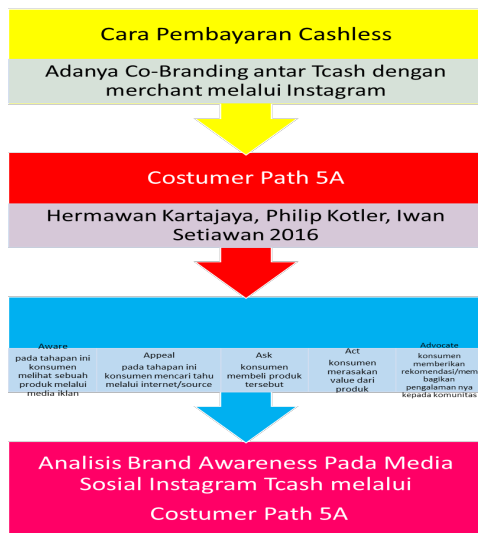 Cara Pembayaran Cashless
Adanya Co-Branding antar Tcash dengan
merchant melalui Instagram
Costumer Path 5A
Hermawan Kartajaya, Philip Kotler, Iwan
Setiawan 2016
Aware
pada tahapan ini
konsumen
melihat sebuah
produk melalui
media iklan
Appeal
pada tahapan ini
konsumen mencari tahu
melalui internet/source
Ask
konsumen
membeli produk
tersebut
Act
konsumen
merasakan
value dari
produk
Advocate
konsumen
memberikan
rekomendasi/mem
bagikan
pengalaman nya
kepada komunitas
Analisis Brand Awareness Pada Media
Sosial Instagram Tcash melalui
Costumer Path 5A